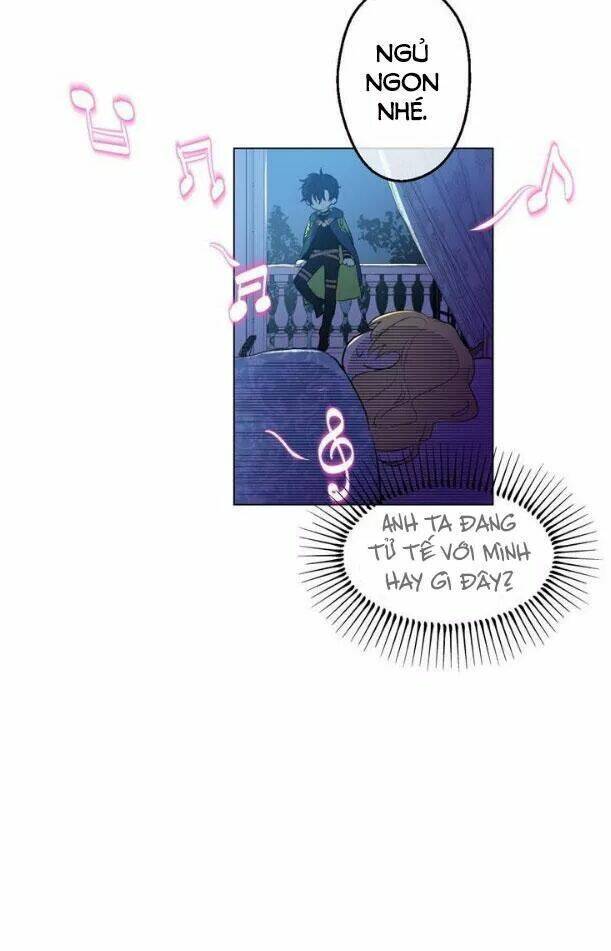 NGỦ
NGON
NHÉ.
ANH TA ĐANG
TỬ TẾ VỚI MÌNH
HAY GÌ ĐÂY?